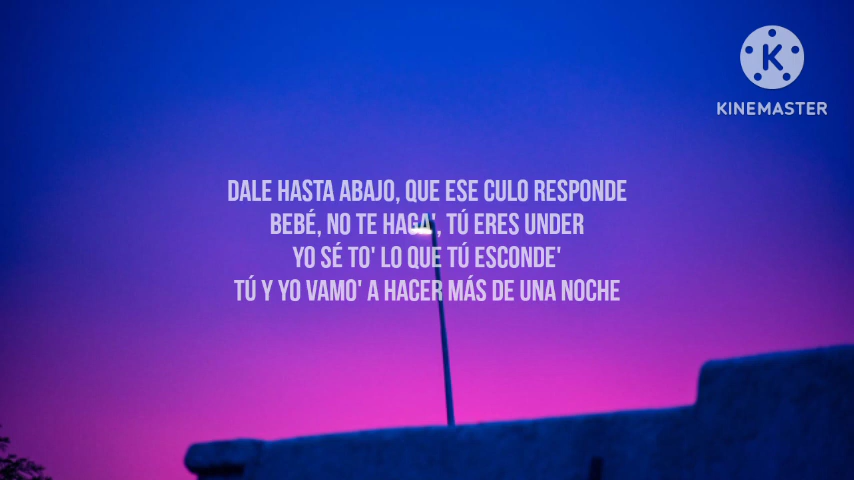 KINEMASTER
DALE HASTA ABAJO, QUE ESE CULO RESPONDE
BEBÉ, NO TE HAGA', TÚ ERES UNDER
YO SÉ TO' LO QUE TÚ ESCONDE'
TÚ Y YO VAMO' A HACER MÁS DE UNA NOCHE